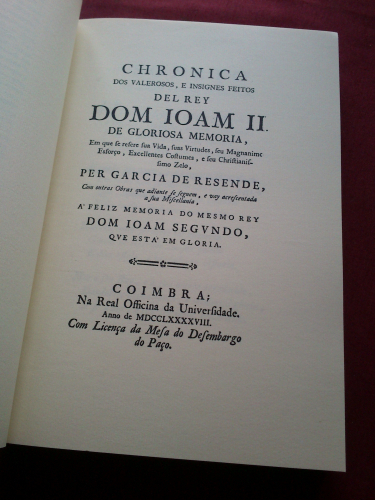 CHRONICA
DOS VALEROSOS, E INSIGNES FEITOS
DEL REY
DOM IOAM II.
DE GLORIOSA MEMORIA,
Em que se refere sua Vida, suas Virtudes, seu Magnanimo
Esforço, Excellentes Costumes, e seu Christianis-
simo Zelo,
PER GARCIA DE RESENDE,
Com outras Obras que adiante se seguem, e vay acrescentada
a sua Miscellania,
A' FELIZ MEMORIA DO MESMO REY
DOM IOAM SEGVNDO,
QVE ESTA' EM GLORIA.
COIMBRA;
Na Real Officina da Universidade.
Anno de MDCCLXXXXVIII.
Com Licença da Mesa do Desembargo
do Paço.